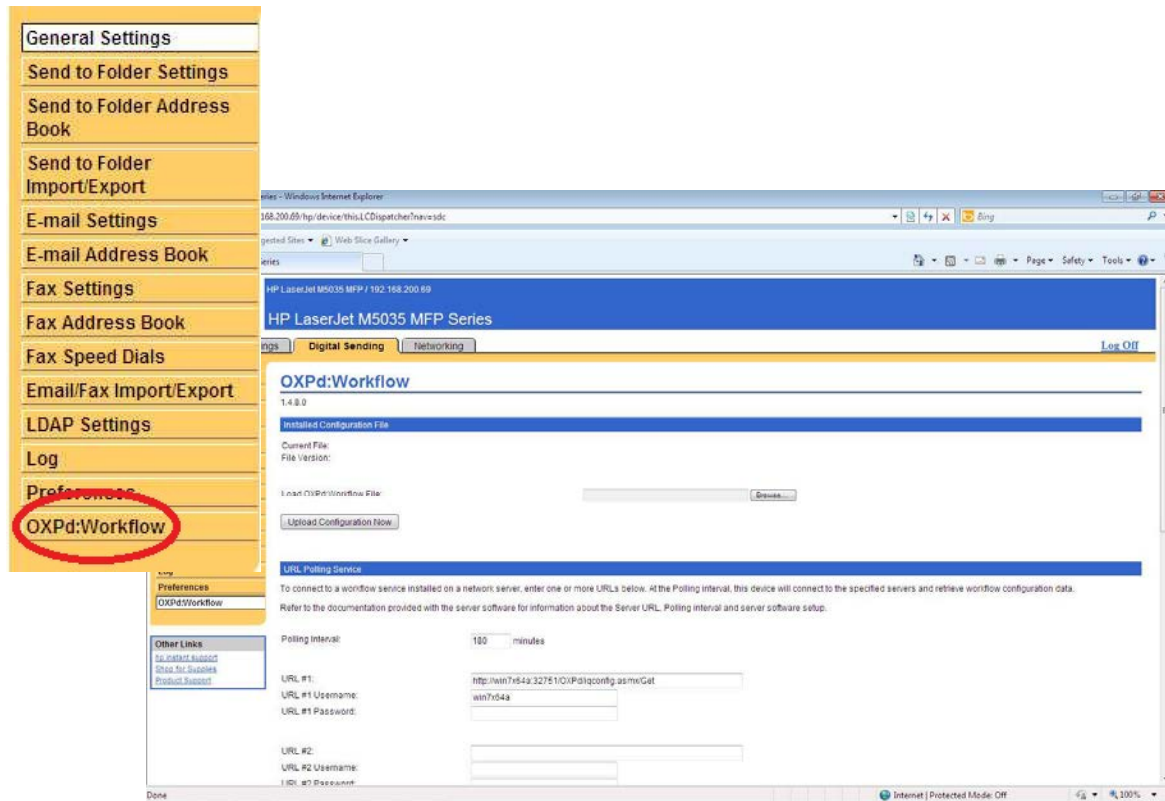 General Settings
Send to Folder Settings
Send to Folder Address
Book
Send to Folder
Import/Export
E-mail Settings
E-mail Address Book
Fax Settings
Fax Address Book
Fax Speed Dials
Email/Fax Import/Export
LDAP Settings
Log
Preferences
OXPd:Workflow
eries - Windows Internet Explorer
168.200.69/hp/device/this.LCDispatcher?nav=sdc
Bing
gested Sites Web Slice Gallery
eries
Page Safety Tools
HP LaserJet M5035 MFP / 192.168.200.69
HP LaserJet M5035 MFP Series
ngs Digital Sending Networking Log Off
OXPd:Workflow
1.4.8.0
Installed Configuration File
Current File:
File Version:
Load OXPd:Workflow File: Browse...
Upload Configuration Now
URL Polling Service
To connect to a workflow service installed on a network server, enter one or more URLs below. At the Polling interval, this device will connect to the specified servers and retrieve workflow configuration data.
Refer to the documentation provided with the server software for information about the Server URL, Polling interval and server software setup.
Polling Interval: 180 minutes
URL #1: http://win7x64a:32751/OXPd/iqconfig.asmx/Get
URL #1 Username: win7x64a
URL #1 Password:
URL #2:
URL #2 Username:
URL #2 Password:
Log
Preferences
OXPd:Workflow
Other Links
hp instant support
Shop for Supplies
Product Support
Done
Internet | Protected Mode: Off 100%